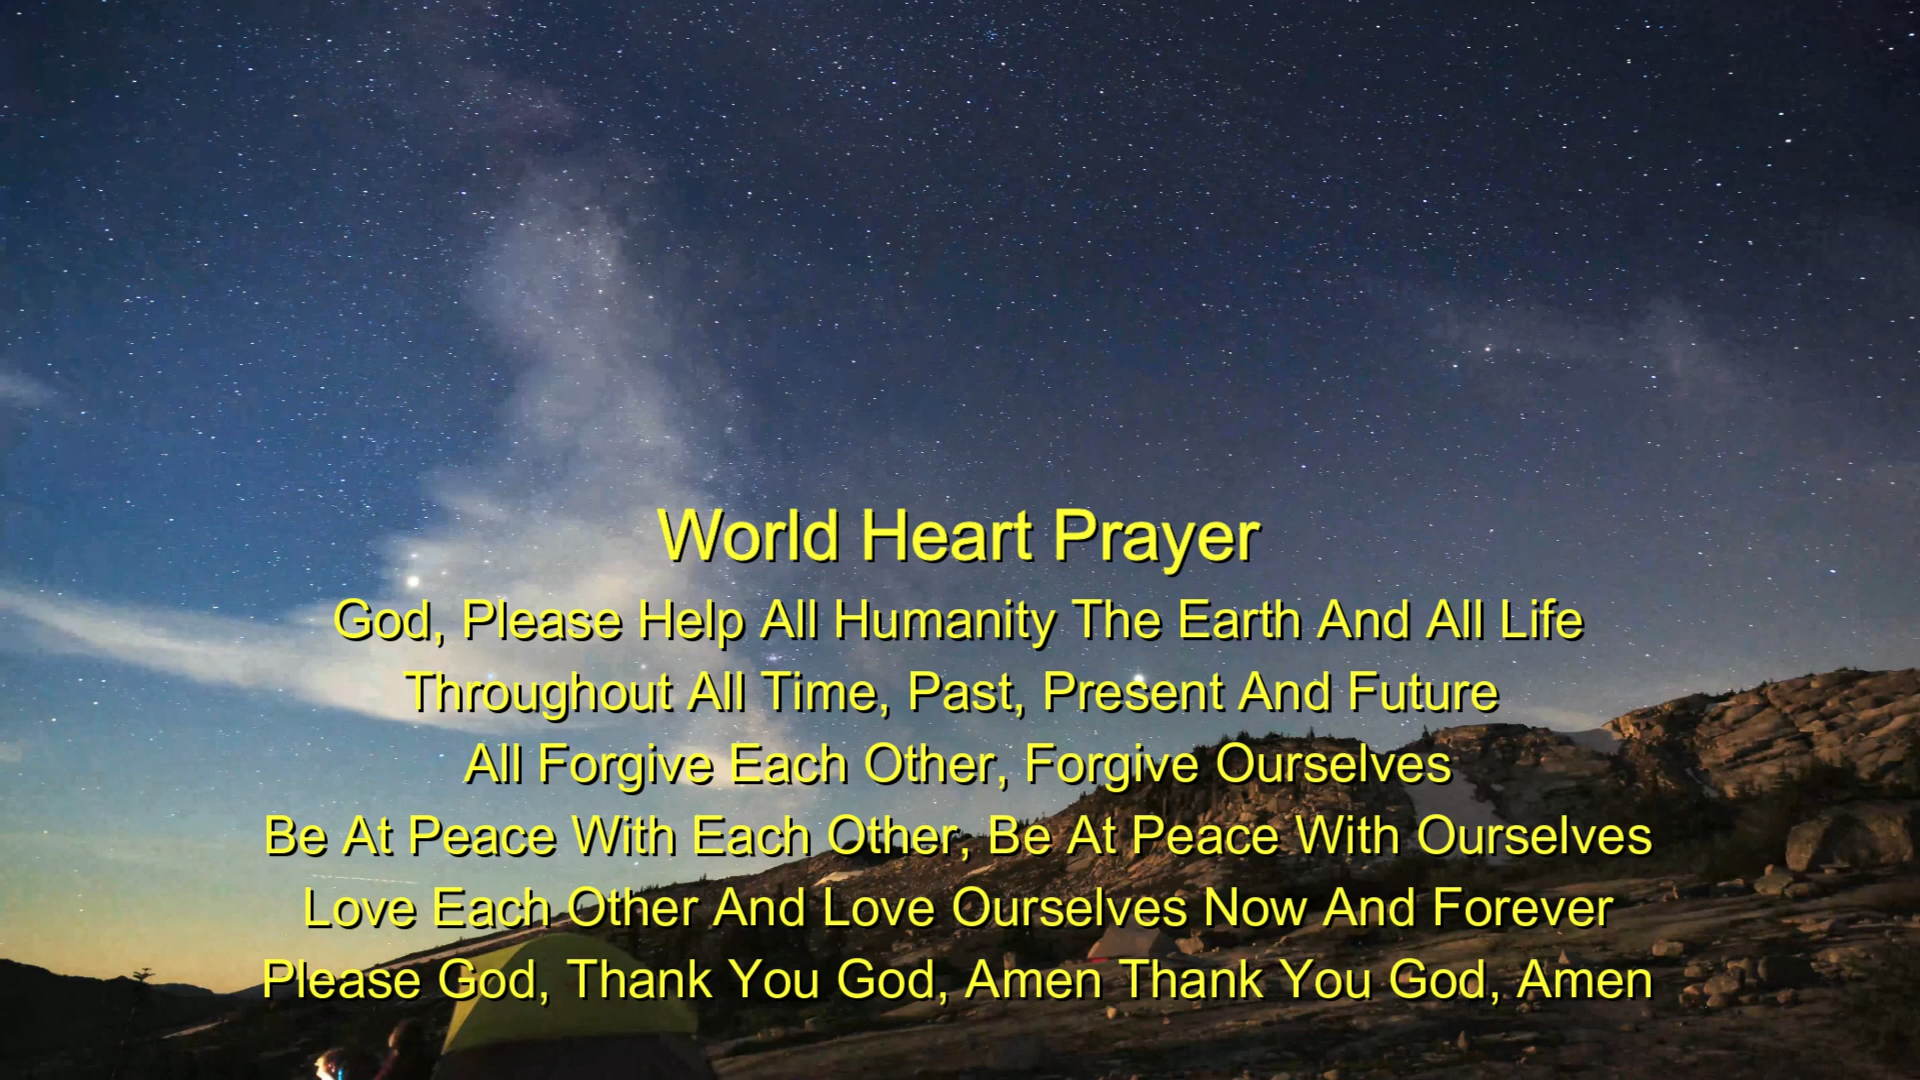 World Heart Prayer
God, Please Help All Humanity The Earth And All Life
Throughout All Time, Past, Present And Future
All Forgive Each Other, Forgive Ourselves
Be At Peace With Each Other, Be At Peace With Ourselves
Love Each Other And Love Ourselves Now And Forever
Please God, Thank You God, Amen Thank You God, Amen